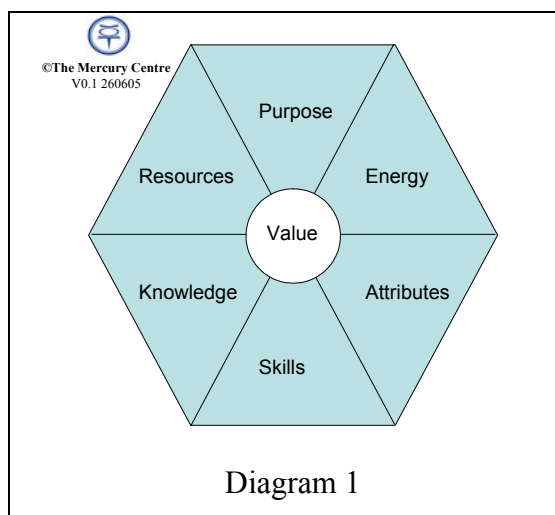 ©The Mercury Centre
V0.1 260605
Purpose
Resources
Energy
Value
Knowledge
Attributes
Skills
Diagram 1